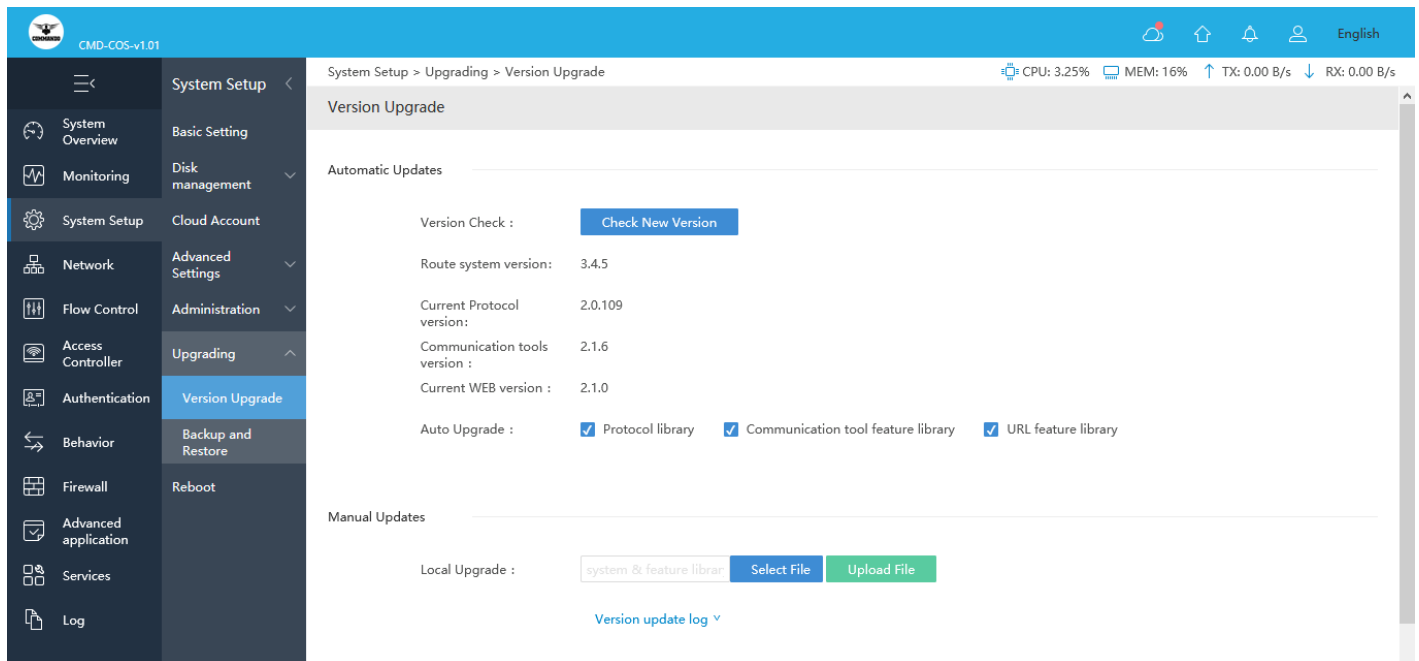 COMMANDO
CMD-COS-v1.01
English
System Setup
System Setup > Upgrading > Version Upgrade
CPU: 3.25%
MEM: 16%
TX: 0.00 B/s
RX: 0.00 B/s
System
Overview
Monitoring
System Setup
Network
Flow Control
Access
Controller
Authentication
Behavior
Firewall
Advanced
application
Services
Log
Basic Setting
Disk
management
Cloud Account
Advanced
Settings
Administration
Upgrading
Version Upgrade
Backup and
Restore
Reboot
Version Upgrade
Automatic Updates
Version Check :
Check New Version
Route system version: 3.4.5
Current Protocol
version:
2.0.109
Communication tools
version :
2.1.6
Current WEB version : 2.1.0
Auto Upgrade : Protocol library Communication tool feature library URL feature library
Manual Updates
Local Upgrade : system & feature librar Select File Upload File
Version update log